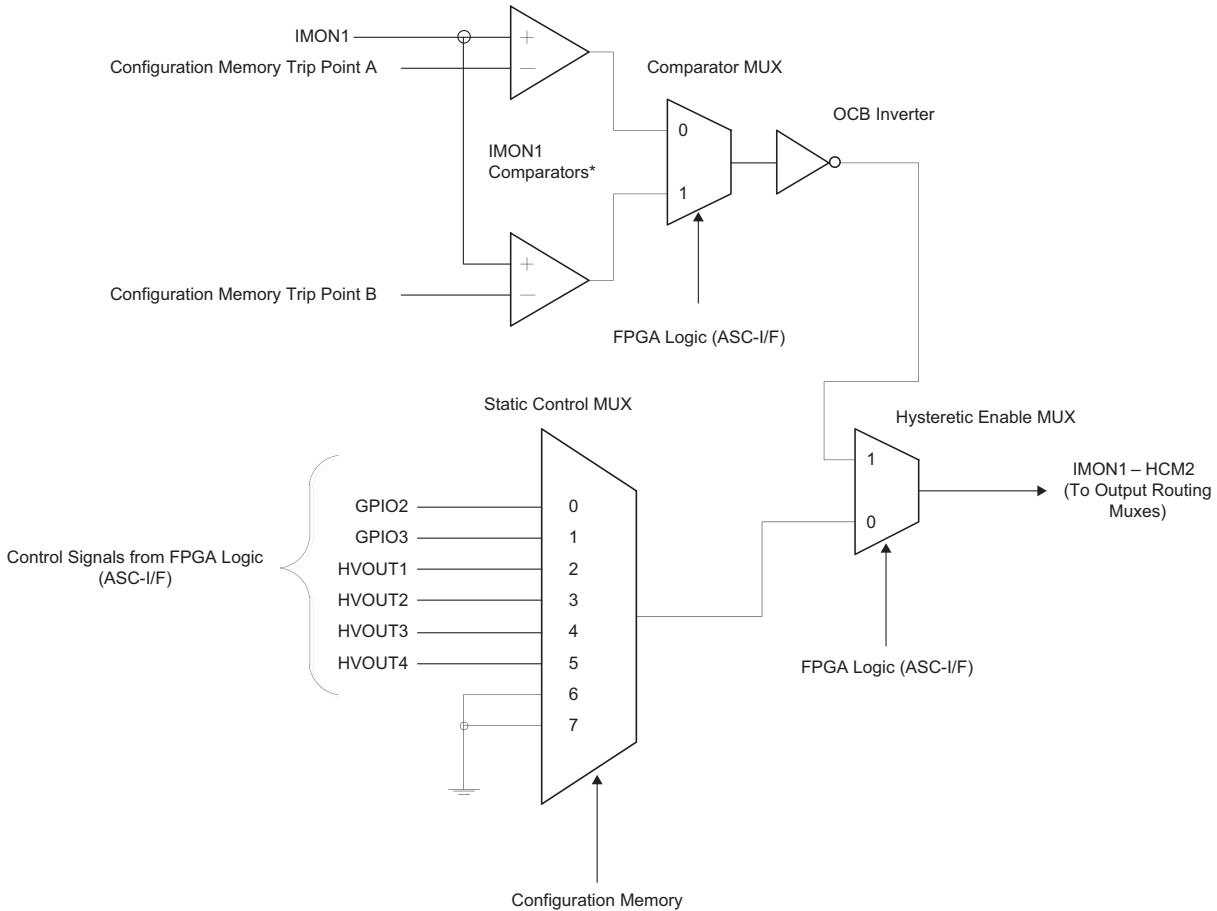 IMON1
+
Configuration Memory Trip Point A
−
Comparator MUX
OCB Inverter
0
IMON1
Comparators*
1
+
Configuration Memory Trip Point B
−
FPGA Logic (ASC-I/F)
Static Control MUX
Hysteretic Enable MUX
1
IMON1 – HCM2
(To Output Routing
Muxes)
0
GPIO2
0
GPIO3
1
Control Signals from FPGA Logic
(ASC-I/F)
HVOUT1
2
HVOUT2
3
HVOUT3
4
HVOUT4
5
6
7
FPGA Logic (ASC-I/F)
Configuration Memory